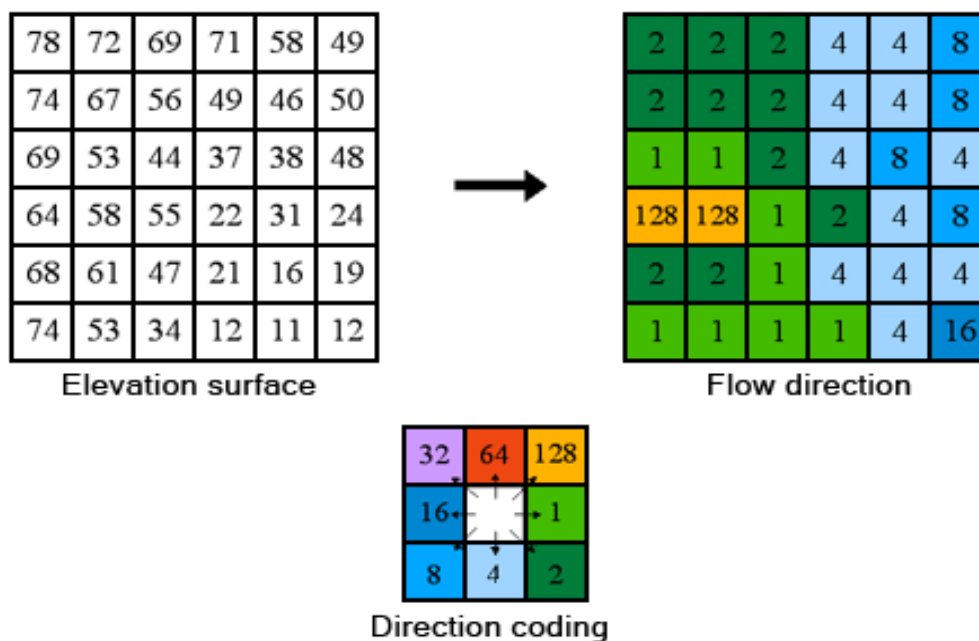 78 72 69 71 58 49
74 67 56 49 46 50
69 53 44 37 38 48
64 58 55 22 31 24
68 61 47 21 16 19
74 53 34 12 11 12
Elevation surface
2 2 2 4 4 8
2 2 2 4 4 8
1 1 2 4 8 4
128 128 1 2 4 8
2 2 1 4 4 4
1 1 1 1 4 16
Flow direction
32 64 128
16 1
8 4 2
Direction coding